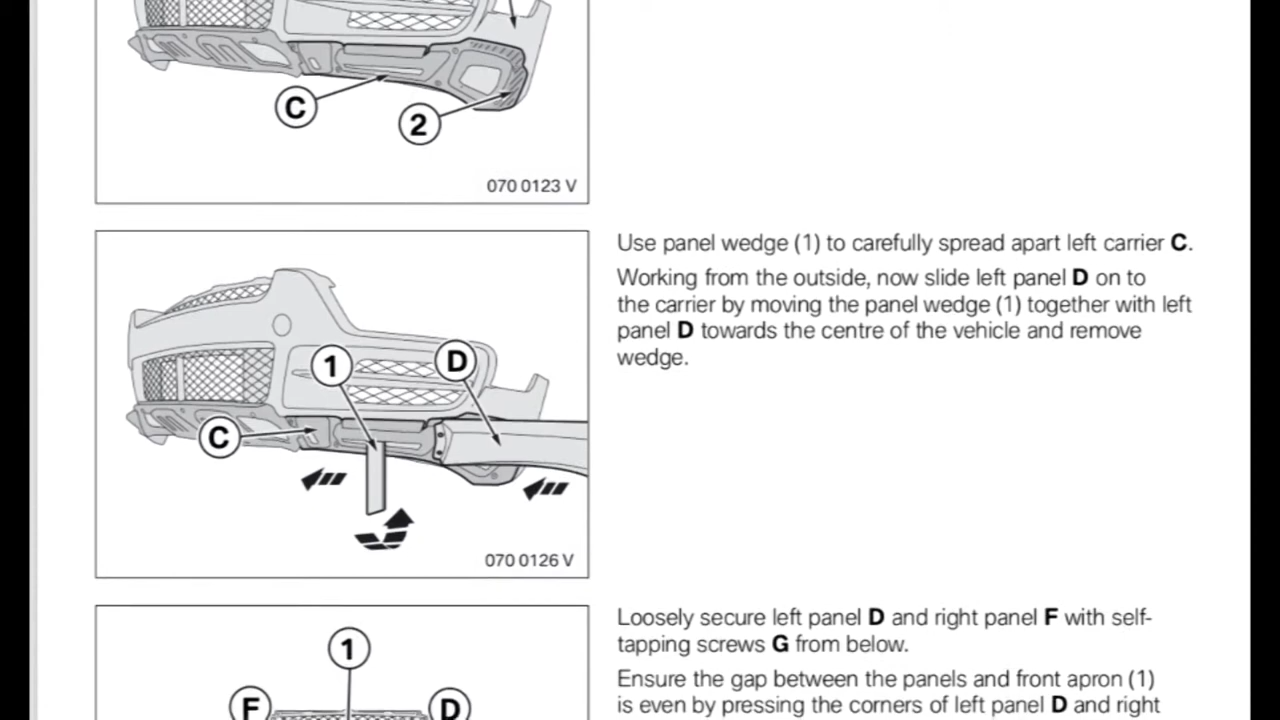 C
2
070 0123 V
Use panel wedge (1) to carefully spread apart left carrier C.
Working from the outside, now slide left panel D on to
the carrier by moving the panel wedge (1) together with left
panel D towards the centre of the vehicle and remove
wedge.
1
D
C
070 0126 V
Loosely secure left panel D and right panel F with self-
tapping screws G from below.
Ensure the gap between the panels and front apron (1)
is even by pressing the corners of left panel D and right
1
F
D